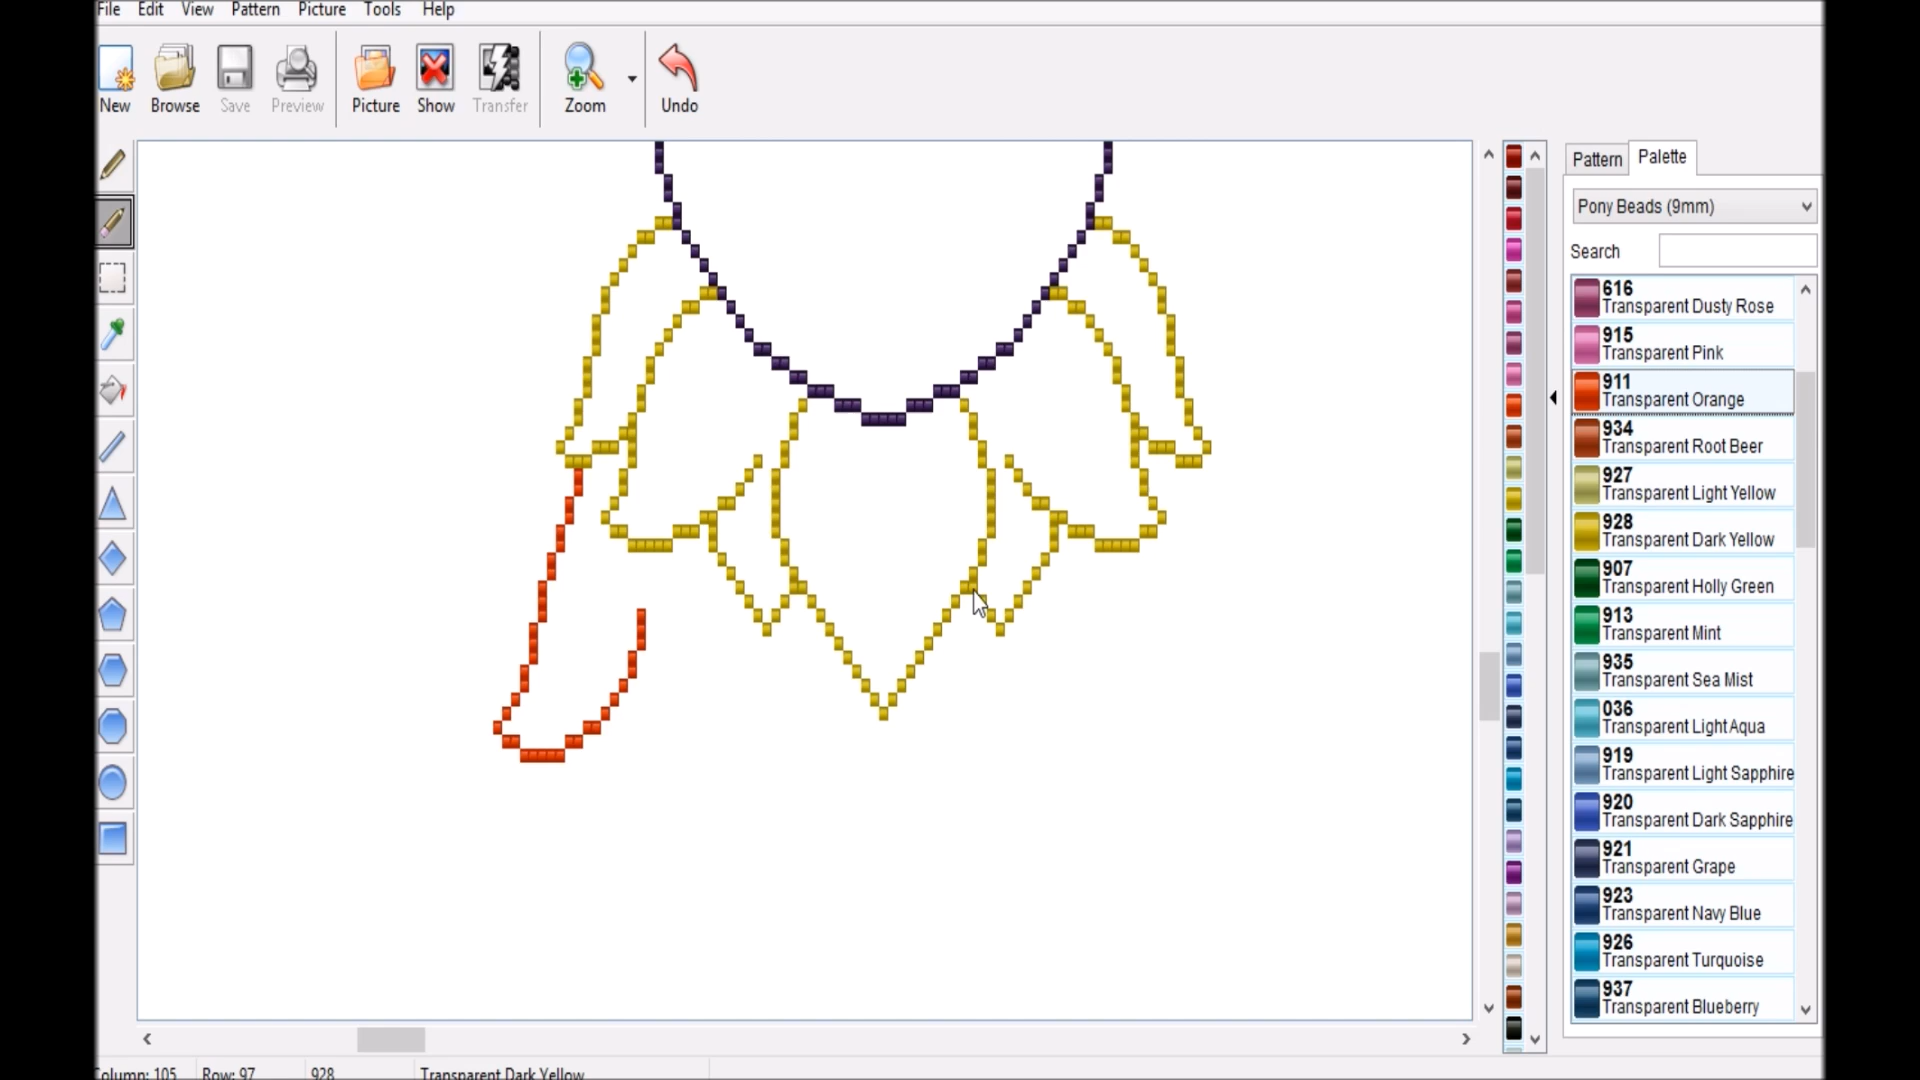 File Edit View Pattern Picture Tools Help
New Browse Save Preview Picture Show Transfer Zoom Undo
Pattern Palette
Pony Beads (9mm)
Search
616
Transparent Dusty Rose
915
Transparent Pink
911
Transparent Orange
934
Transparent Root Beer
927
Transparent Light Yellow
928
Transparent Dark Yellow
907
Transparent Holly Green
913
Transparent Mint
935
Transparent Sea Mist
036
Transparent Light Aqua
919
Transparent Light Sapphire
920
Transparent Dark Sapphire
921
Transparent Grape
923
Transparent Navy Blue
926
Transparent Turquoise
937
Transparent Blueberry
Column: 105 Row: 97 928 Transparent Dark Yellow